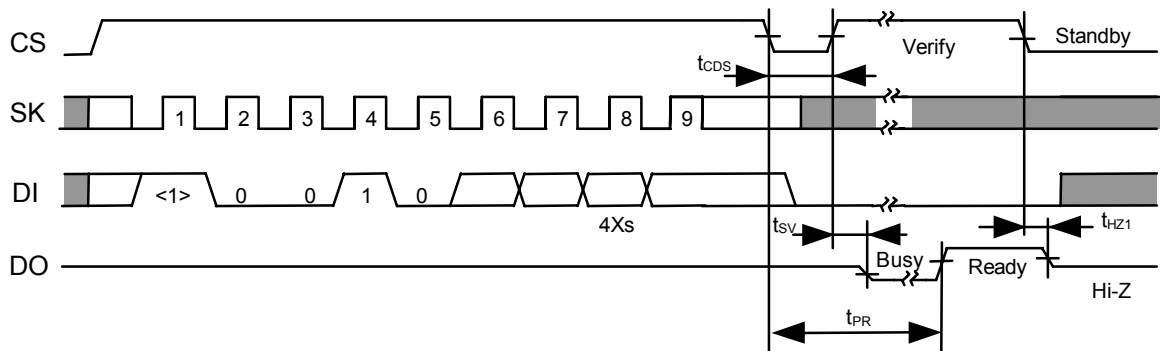 CS
Verify
Standby
tCDS
SK
1 2 3 4 5 6 7 8 9
DI
<1> 0 0 1 0
4Xs
tSV
tHZ1
DO
Busy
Ready
Hi-Z
tPR